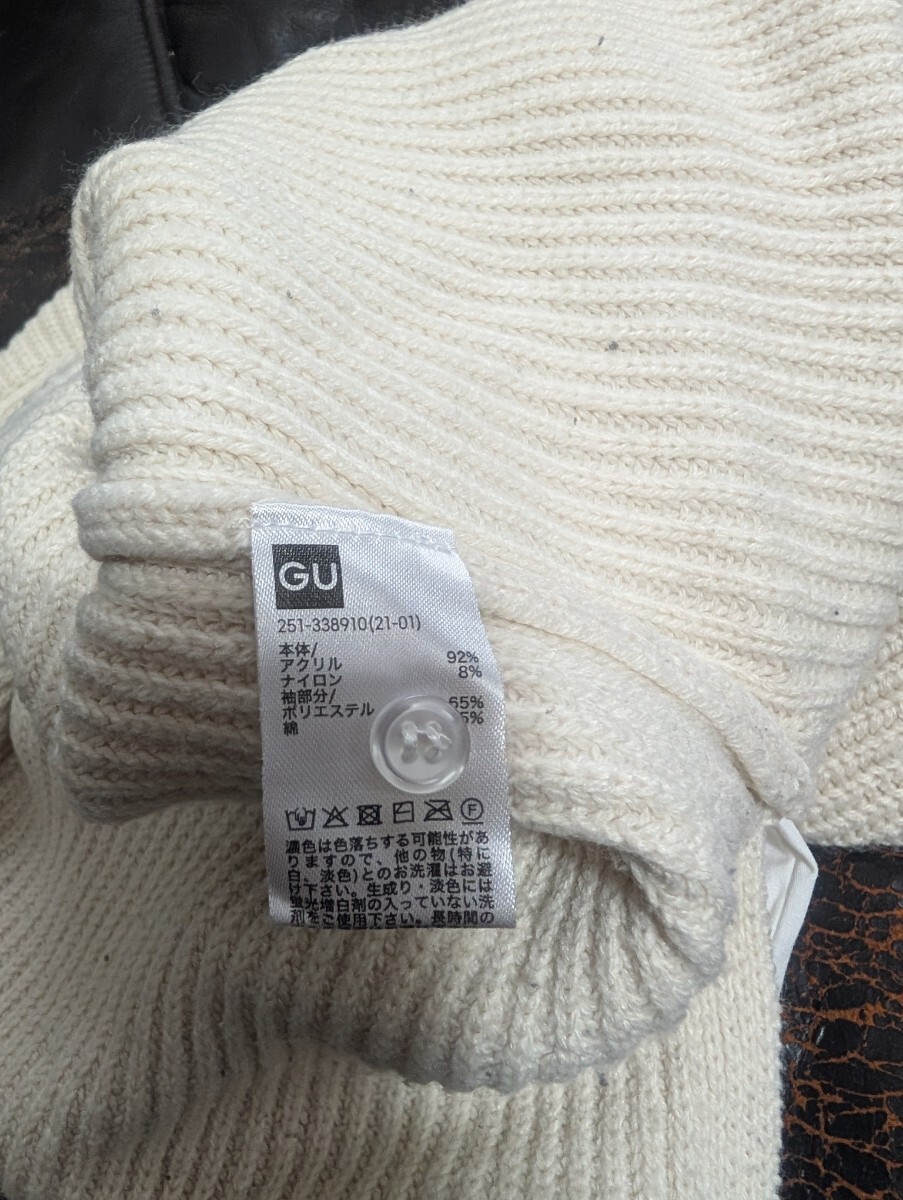 GU
251-338910(21-01)
本体/
アクリル 92%
ナイロン 8%
袖部分/
ポリエステル 65%
綿 5%
濃色は色落ちする可能性があ
りますので、他の物(特に
白、淡色)とのお洗濯はお避
け下さい。生成り・淡色には
蛍光増白剤の入っていない洗
剤をご使用下さい。長時間の
F